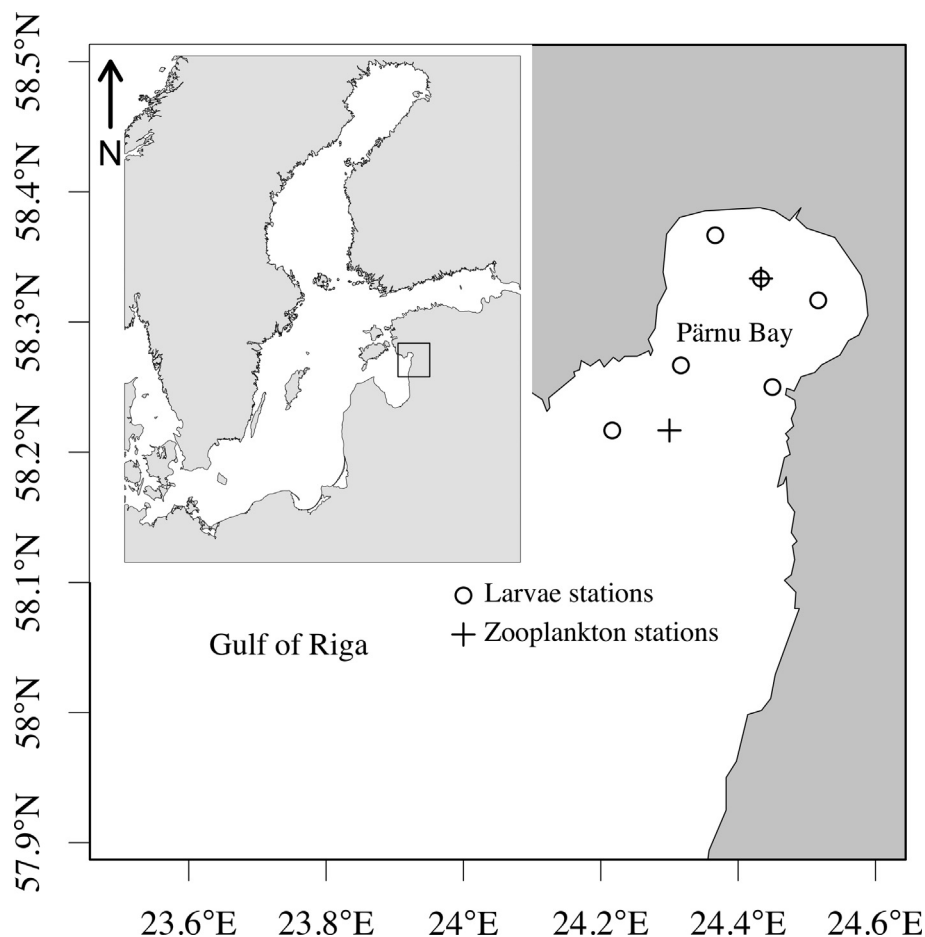 58.5°N
58.4°N
58.3°N
58.2°N
58.1°N
58°N
57.9°N
N
Pärnu Bay
Larvae stations
Zooplankton stations
Gulf of Riga
23.6°E 23.8°E 24°E 24.2°E 24.4°E 24.6°E